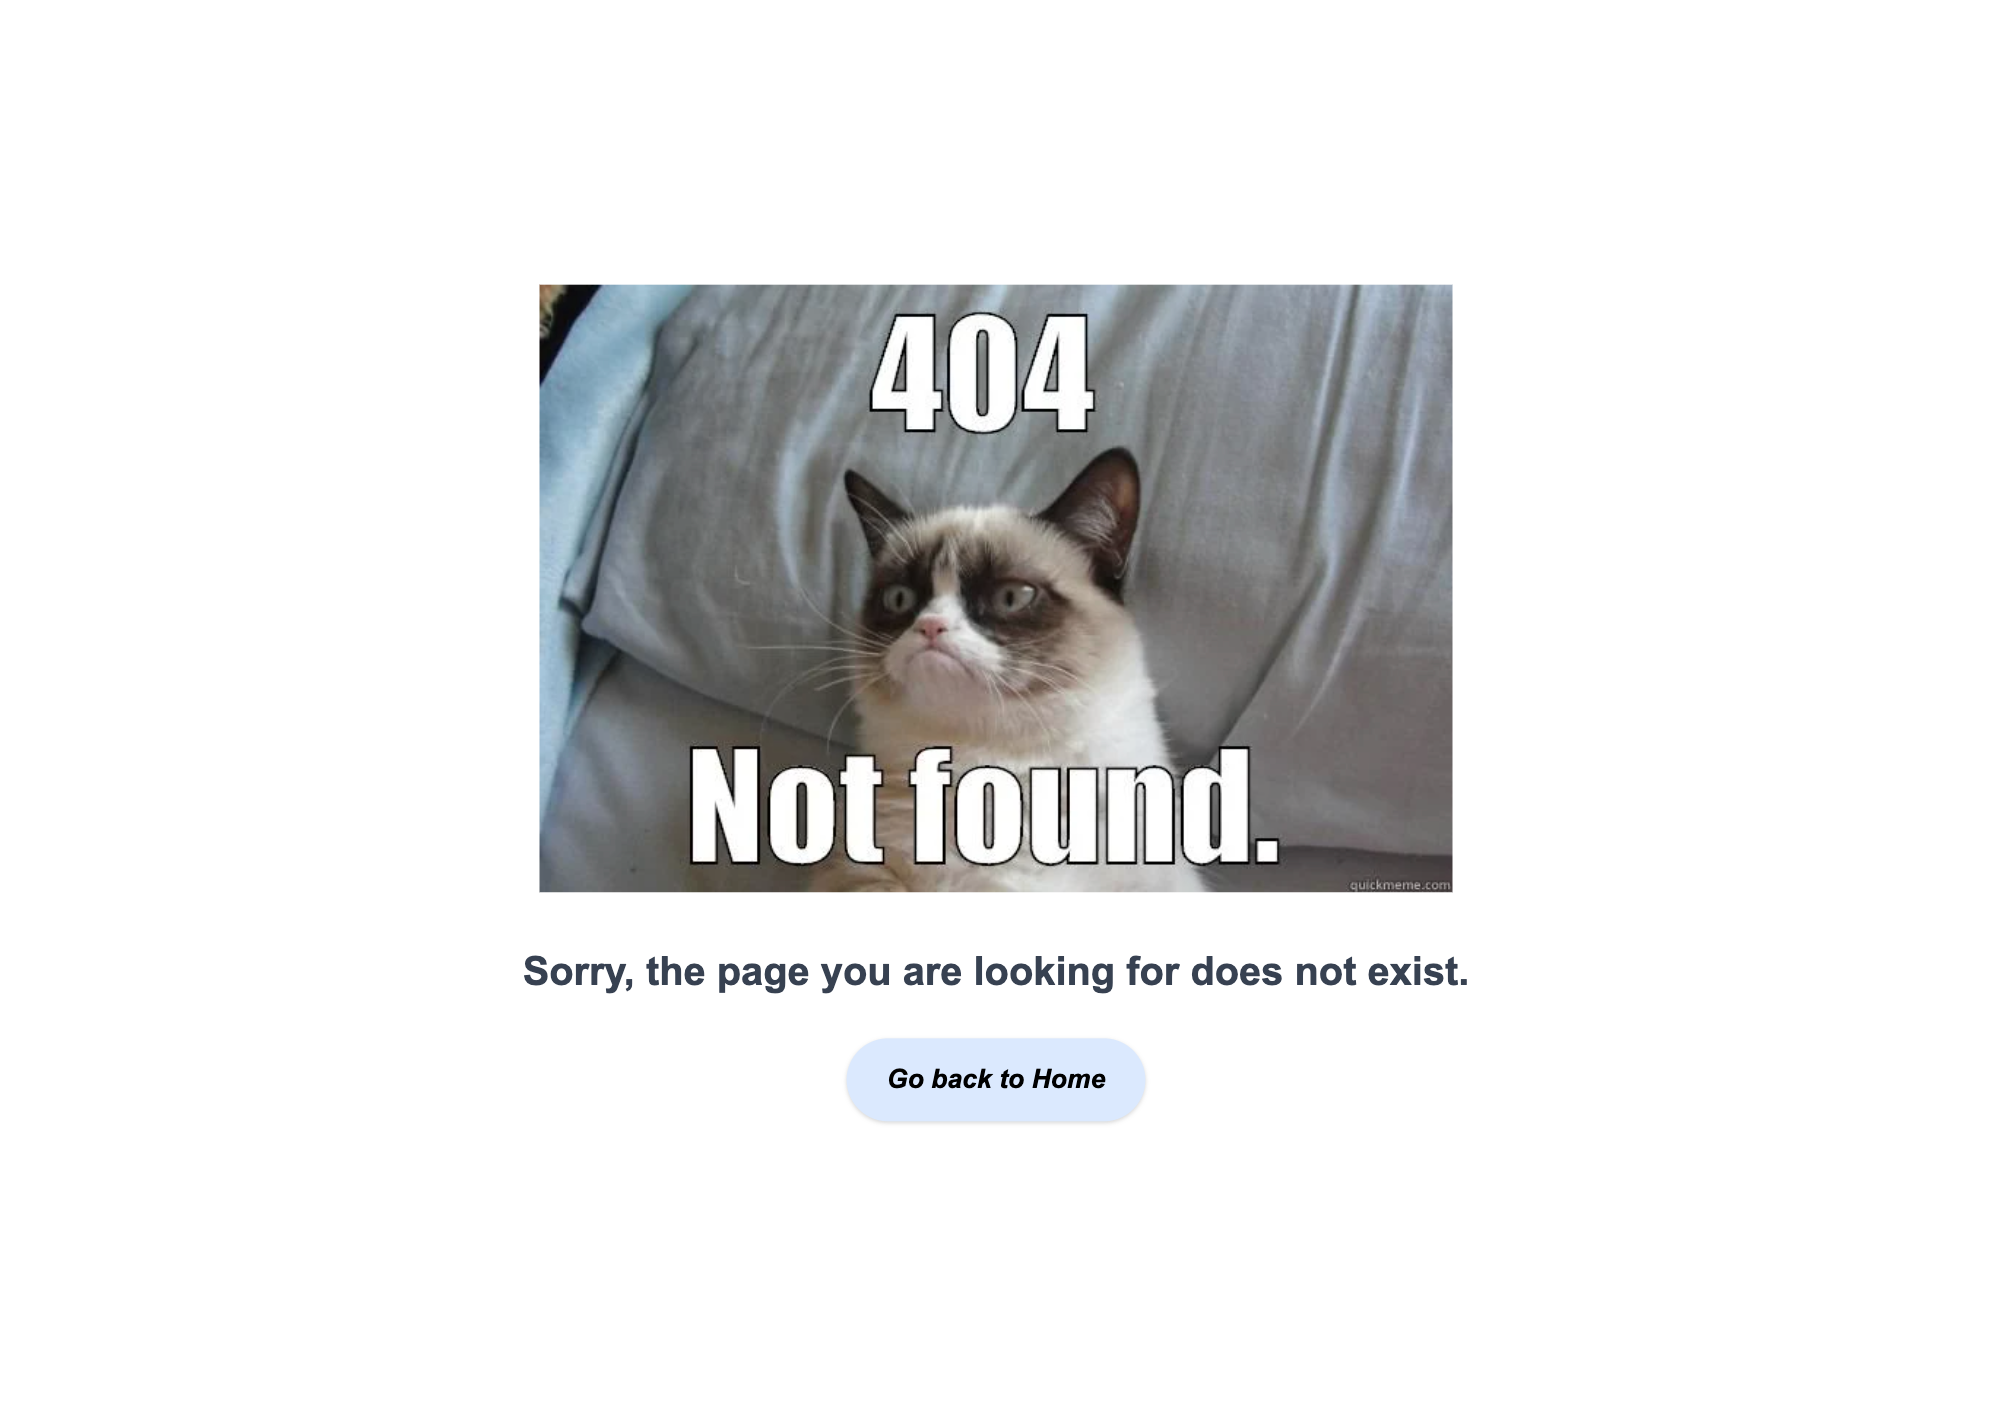 404
Not found.
quickmeme.com
Sorry, the page you are looking for does not exist.
Go back to Home